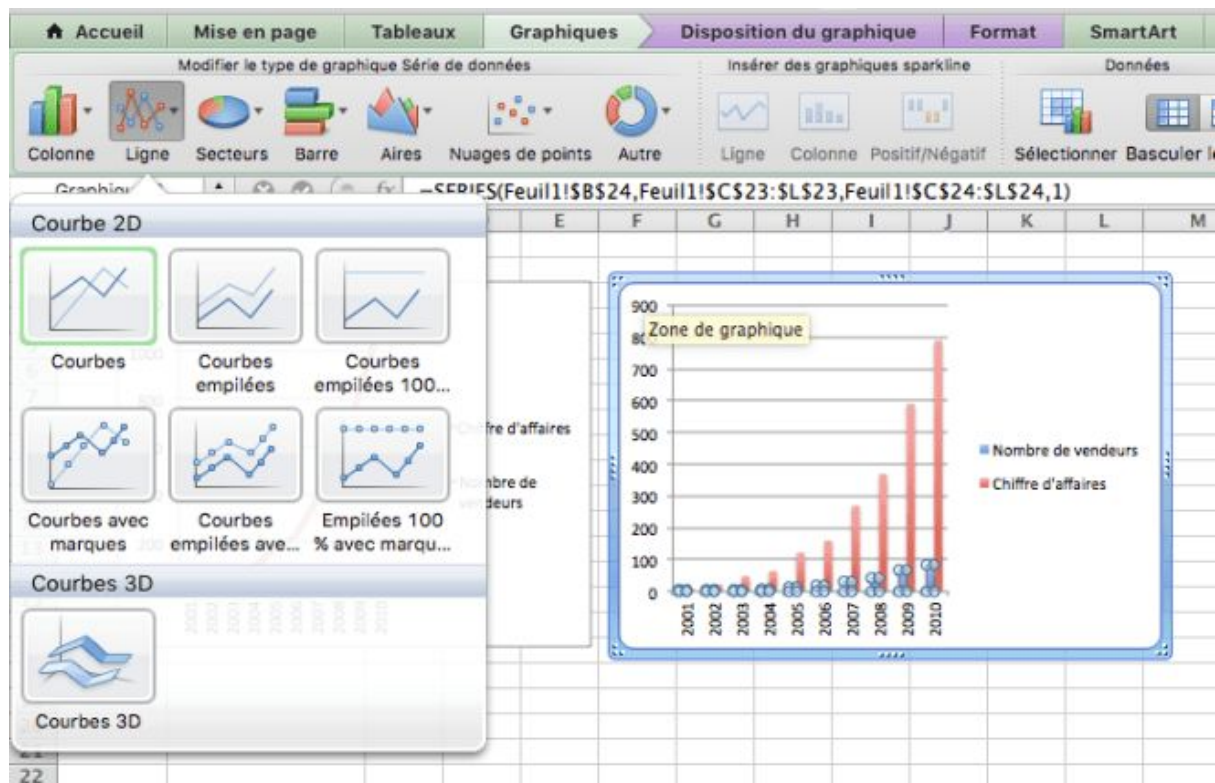 Accueil Mise en page Tableaux Graphiques Disposition du graphique Format SmartArt
Modifier le type de graphique Série de données Insérer des graphiques sparkline Données
Colonne Ligne Secteurs Barre Aires Nuages de points Autre Ligne Colonne Positif/Négatif Sélectionner Basculer
=SERIES(Feuil1!$B$24,Feuil1!$C$23:$L$23,Feuil1!$C$24:$L$24,1)
E F G H I J K L M
Courbe 2D
Courbes
Courbes
empilées
Courbes
empilées 100...
Courbes avec
marques
Courbes
empilées ave...
Empilées 100
% avec marqu...
Courbes 3D
Courbes 3D
fre d'affaires
nbre de
vendeurs
900
Zone de graphique
700
600
500
400
300
200
100
0
2001 2002 2003 2004 2005 2006 2007 2008 2009 2010
Nombre de vendeurs
Chiffre d'affaires
22